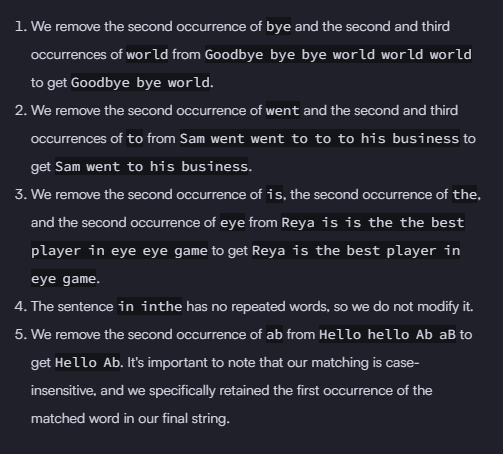 1. We remove the second occurrence of bye and the second and third
occurrences of world from Goodbye bye bye world world world
to get Goodbye bye world.
2. We remove the second occurrence of went and the second and third
occurrences of to from Sam went went to to to his business to
get Sam went to his business.
3. We remove the second occurrence of is, the second occurrence of the,
and the second occurrence of eye from Reya is is the the best
player in eye eye game to get Reya is the best player in
eye game.
4. The sentence in inthe has no repeated words, so we do not modify it.
5. We remove the second occurrence of ab from Hello hello Ab aB to
get Hello Ab. It's important to note that our matching is case-
insensitive, and we specifically retained the first occurrence of the
matched word in our final string.